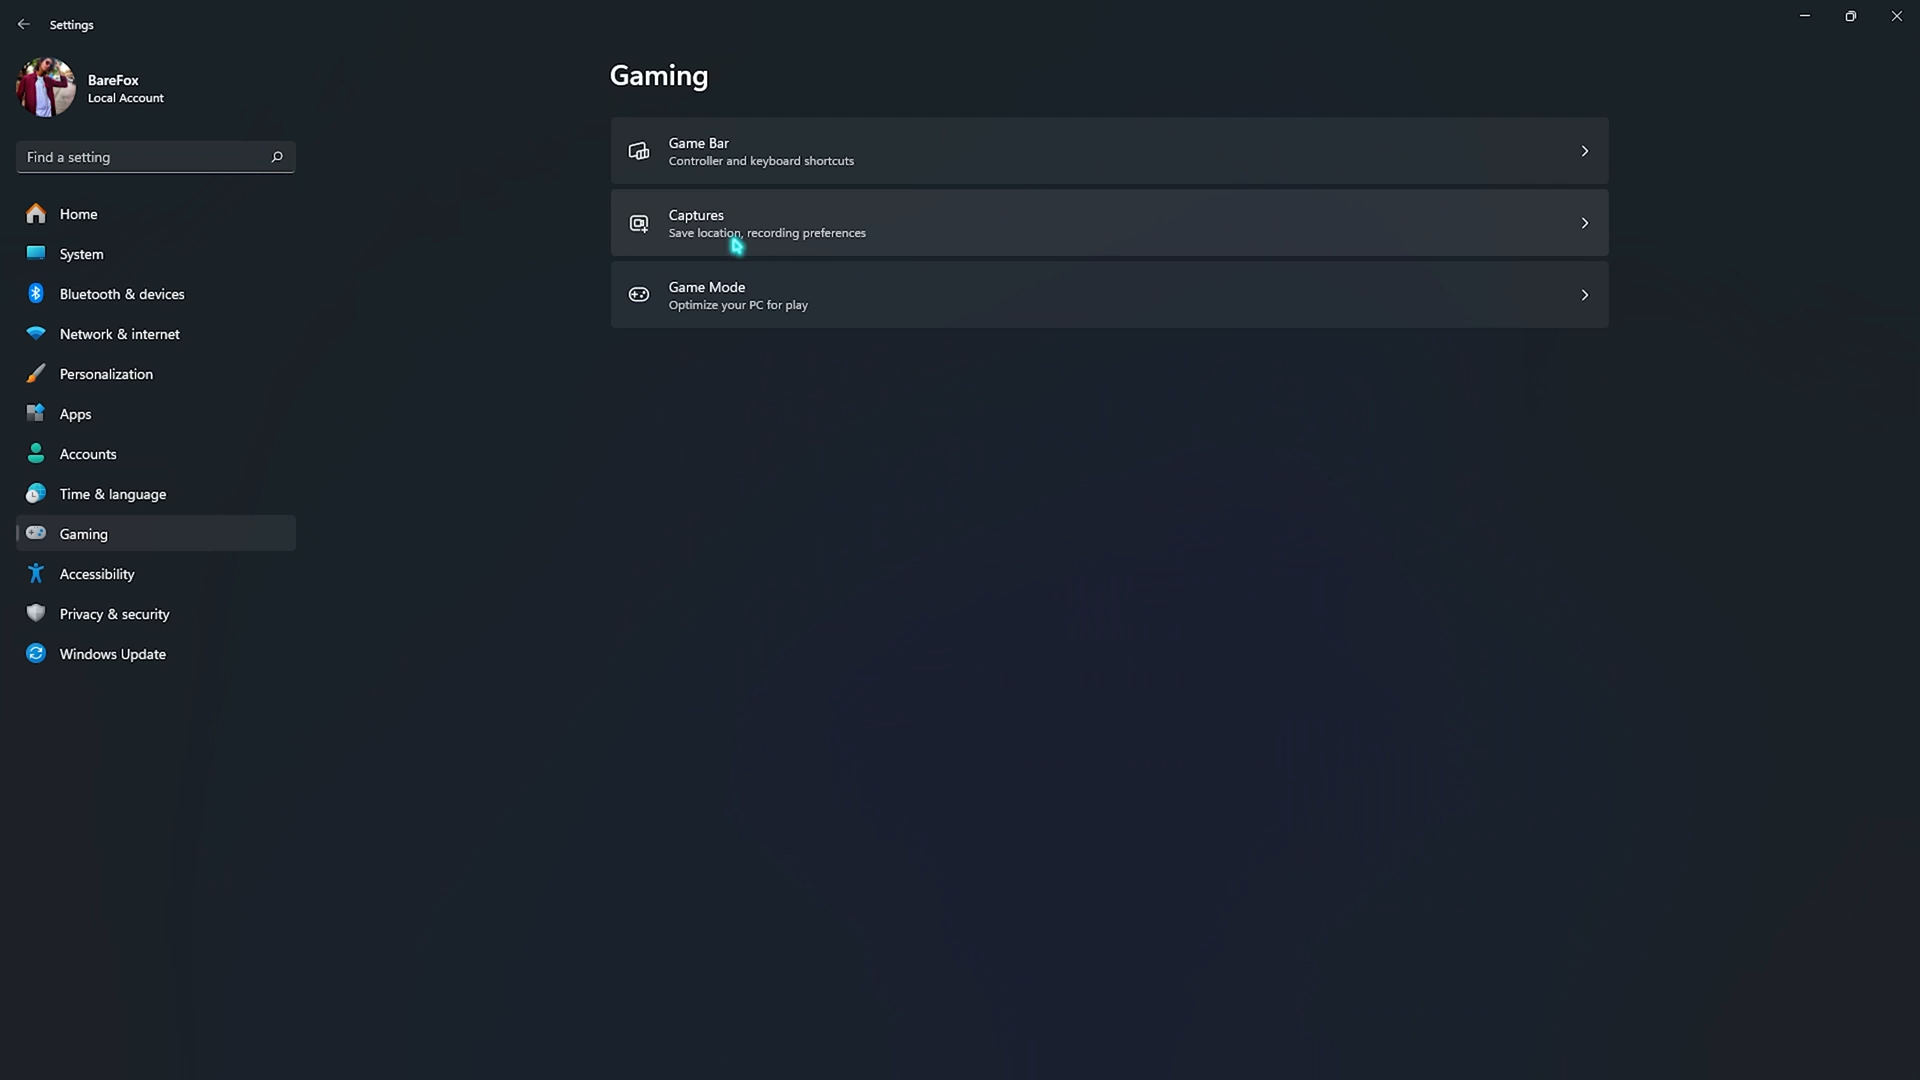 Settings
BareFox
Local Account
Find a setting
Home
System
Bluetooth & devices
Network & internet
Personalization
Apps
Accounts
Time & language
Gaming
Accessibility
Privacy & security
Windows Update
Gaming
Game Bar
Controller and keyboard shortcuts
Captures
Save location, recording preferences
Game Mode
Optimize your PC for play